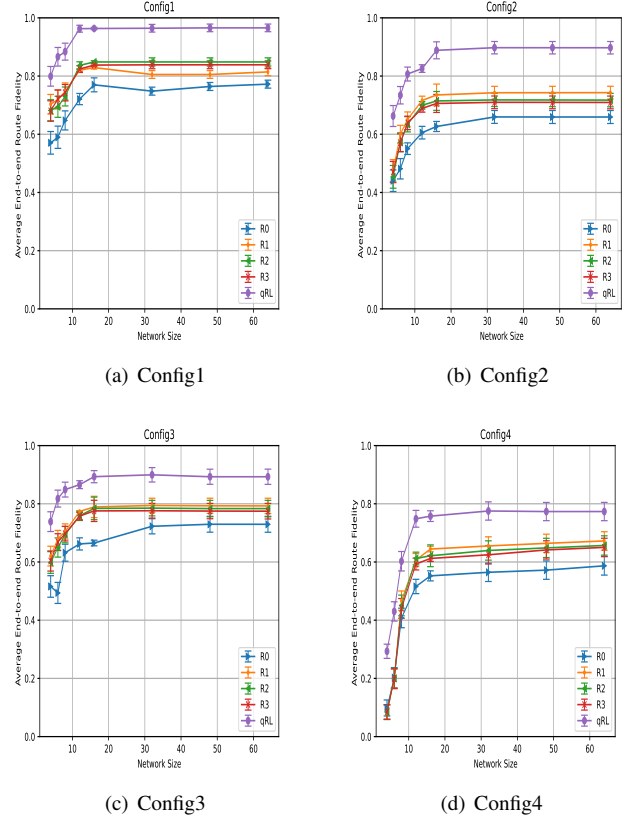 Config1
Average End-to-end Route Fidelity
1.0
0.8
0.6
0.4
0.2
0.0
R0
R1
R2
R3
qRL
10 20 30 40 50 60
Network Size
(a) Config1
Config2
Average End-to-end Route Fidelity
1.0
0.8
0.6
0.4
0.2
0.0
R0
R1
R2
R3
qRL
10 20 30 40 50 60
Network Size
(b) Config2
Config3
Average End-to-end Route Fidelity
1.0
0.8
0.6
0.4
0.2
0.0
R0
R1
R2
R3
qRL
10 20 30 40 50 60
Network Size
(c) Config3
Config4
Average End-to-end Route Fidelity
1.0
0.8
0.6
0.4
0.2
0.0
R0
R1
R2
R3
qRL
10 20 30 40 50 60
Network Size
(d) Config4